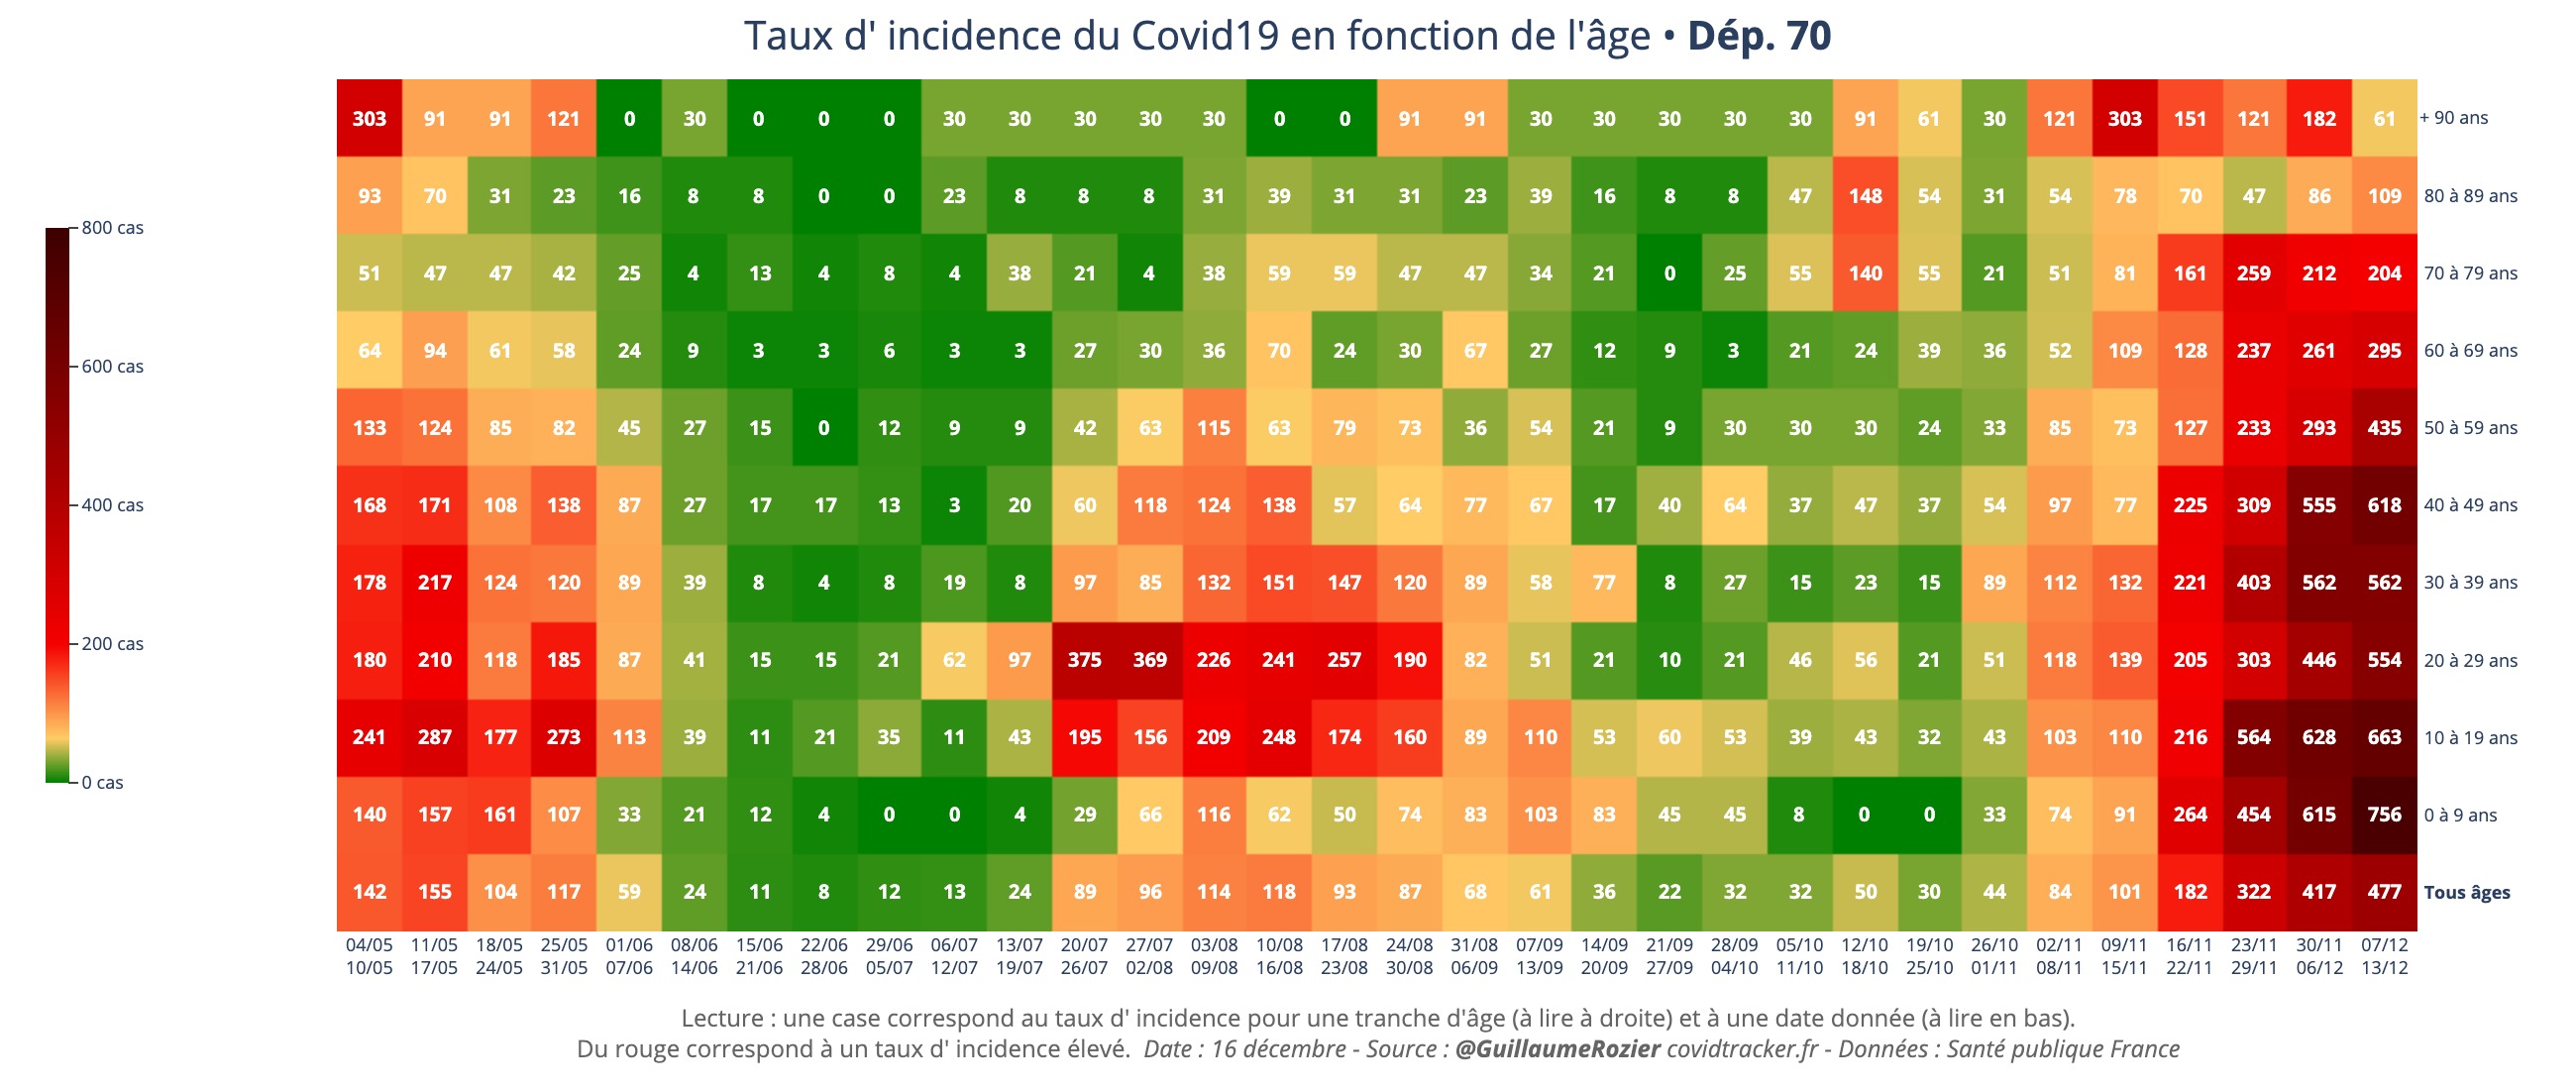 Taux d' incidence du Covid19 en fonction de l'âge • Dép. 70
800 cas
600 cas
400 cas
200 cas
0 cas
303 91 91 121 0 30 0 0 0 30 30 30 30 30 0 0 91 91 30 30 30 30 30 91 61 30 121 303 151 121 182 61 + 90 ans
93 70 31 23 16 8 8 0 0 23 8 8 8 31 39 31 31 23 39 16 8 8 47 148 54 31 54 78 70 47 86 109 80 à 89 ans
51 47 47 42 25 4 13 4 8 4 38 21 4 38 59 59 47 47 34 21 0 25 55 140 55 21 51 81 161 259 212 204 70 à 79 ans
64 94 61 58 24 9 3 3 6 3 3 27 30 36 70 24 30 67 27 12 9 3 21 24 39 36 52 109 128 237 261 295 60 à 69 ans
133 124 85 82 45 27 15 0 12 9 9 42 63 115 63 79 73 36 54 21 9 30 30 30 24 33 85 73 127 233 293 435 50 à 59 ans
168 171 108 138 87 27 17 17 13 3 20 60 118 124 138 57 64 77 67 17 40 64 37 47 37 54 97 77 225 309 555 618 40 à 49 ans
178 217 124 120 89 39 8 4 8 19 8 97 85 132 151 147 120 89 58 77 8 27 15 23 15 89 112 132 221 403 562 562 30 à 39 ans
180 210 118 185 87 41 15 15 21 62 97 375 369 226 241 257 190 82 51 21 10 21 46 56 21 51 118 139 205 303 446 554 20 à 29 ans
241 287 177 273 113 39 11 21 35 11 43 195 156 209 248 174 160 89 110 53 60 53 39 43 32 43 103 110 216 564 628 663 10 à 19 ans
140 157 161 107 33 21 12 4 0 0 4 29 66 116 62 50 74 83 103 83 45 45 8 0 0 33 74 91 264 454 615 756 0 à 9 ans
142 155 104 117 59 24 11 8 12 13 24 89 96 114 118 93 87 68 61 36 22 32 32 50 30 44 84 101 182 322 417 477 Tous âges
04/05 11/05 18/05 25/05 01/06 08/06 15/06 22/06 29/06 06/07 13/07 20/07 27/07 03/08 10/08 17/08 24/08 31/08 07/09 14/09 21/09 28/09 05/10 12/10 19/10 26/10 02/11 09/11 16/11 23/11 30/11 07/12
10/05 17/05 24/05 31/05 07/06 14/06 21/06 28/06 05/07 12/07 19/07 26/07 02/08 09/08 16/08 23/08 30/08 06/09 13/09 20/09 27/09 04/10 11/10 18/10 25/10 01/11 08/11 15/11 22/11 29/11 06/12 13/12
Lecture : une case correspond au taux d' incidence pour une tranche d'âge (à lire à droite) et à une date donnée (à lire en bas).
Du rouge correspond à un taux d' incidence élevé. Date : 16 décembre - Source : @GuillaumeRozier covidtracker.fr - Données : Santé publique France